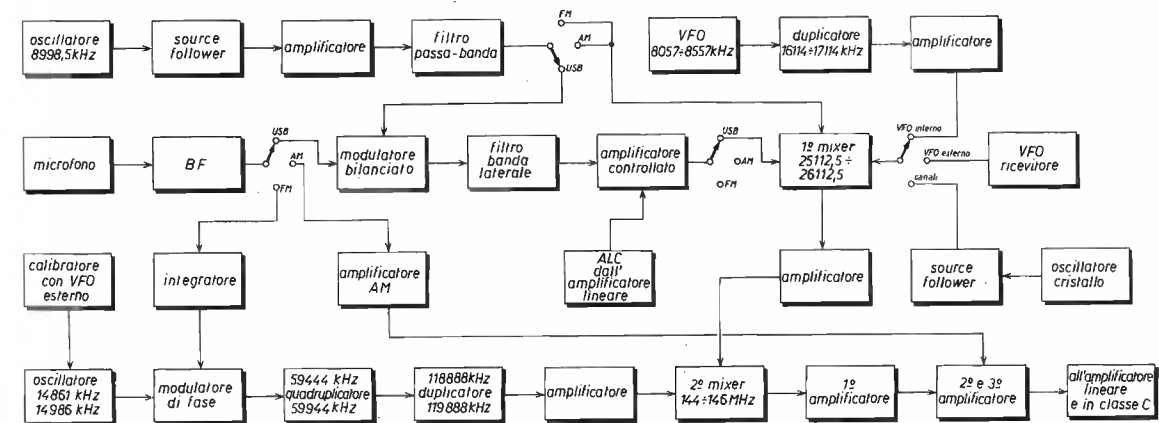 oscillatore
8998,5kHz
source
follower
amplificatore
filtro
passa-banda
FM
AM
USB
VFO
8057÷8557kHz
duplicatore
16114÷17114kHz
amplificatore
microfono
BF
USB
AM
FM
modulatore
bilanciato
filtro
banda
laterale
amplificatore
controllato
USB
AM
FM
1º mixer
25112,5÷
26112,5
VFO interno
VFO esterno
canali
VFO
ricevitore
calibratore
con VFO
esterno
integratore
amplificatore
AM
ALC
dall'
amplificatore
lineare
amplificatore
source
follower
oscillatore
cristallo
oscillatore
14861 kHz
14986 kHz
modulatore
di fase
59444 kHz
quadruplicatore
59944kHz
118888kHz
duplicatore
119888kHz
amplificatore
2º mixer
144÷146MHz
1º
amplificatore
2º e 3º
amplificatore
all'amplificatore
lineare
e in classe C